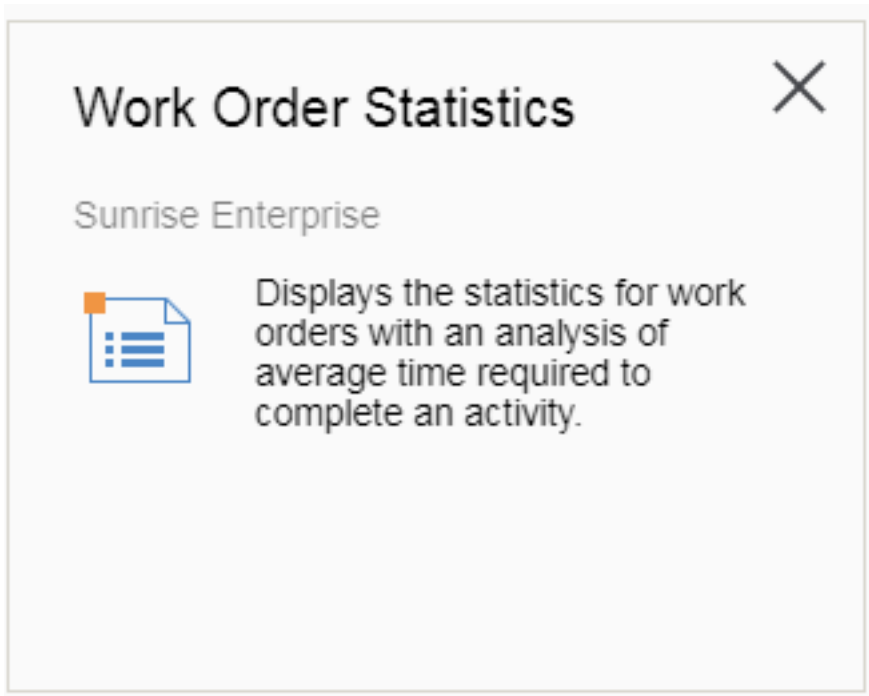 Work Order Statistics
Sunrise Enterprise
Displays the statistics for work
orders with an analysis of
average time required to
complete an activity.